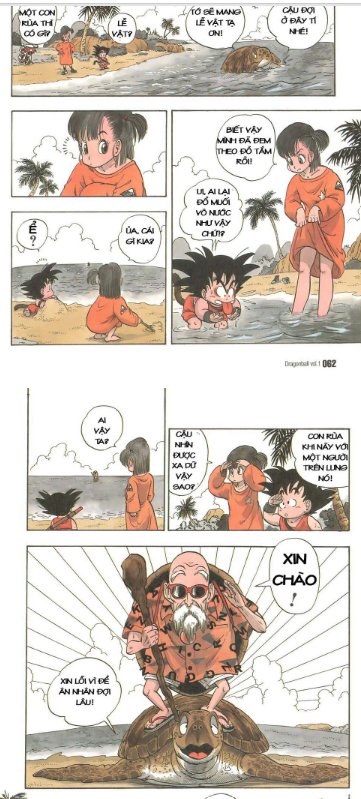 MỘT CON
RÙA THÌ
CÓ GÌ?
LỄ
VẬT?
TỚ SẼ MANG
LỄ VẬT TẠ
ƠN!
CẬU ĐỢI
Ở ĐÂY TÍ
NHÉ!
BIẾT VẬY
MÌNH ĐÃ ĐEM
THEO ĐỒ TẮM
RỒI!
UI, AI LẠI
ĐỔ MUỐI
VÔ NƯỚC
NHƯ VẬY
CHỨ!?
Ể
?
ỦA, CÁI
GÌ KIA?
Dragonball vol.1 062
AI
VẬY
TA?
CẬU
NHÌN
ĐƯỢC
XA DỮ
VẬY
SAO?
CON RÙA
KHI NÃY VỚI
MỘT NGƯỜI
TRÊN LƯNG
NÓ!
XIN
CHÀO
!
XIN LỖI VÌ ĐỂ
ÂN NHÂN ĐỢI
LÂU!